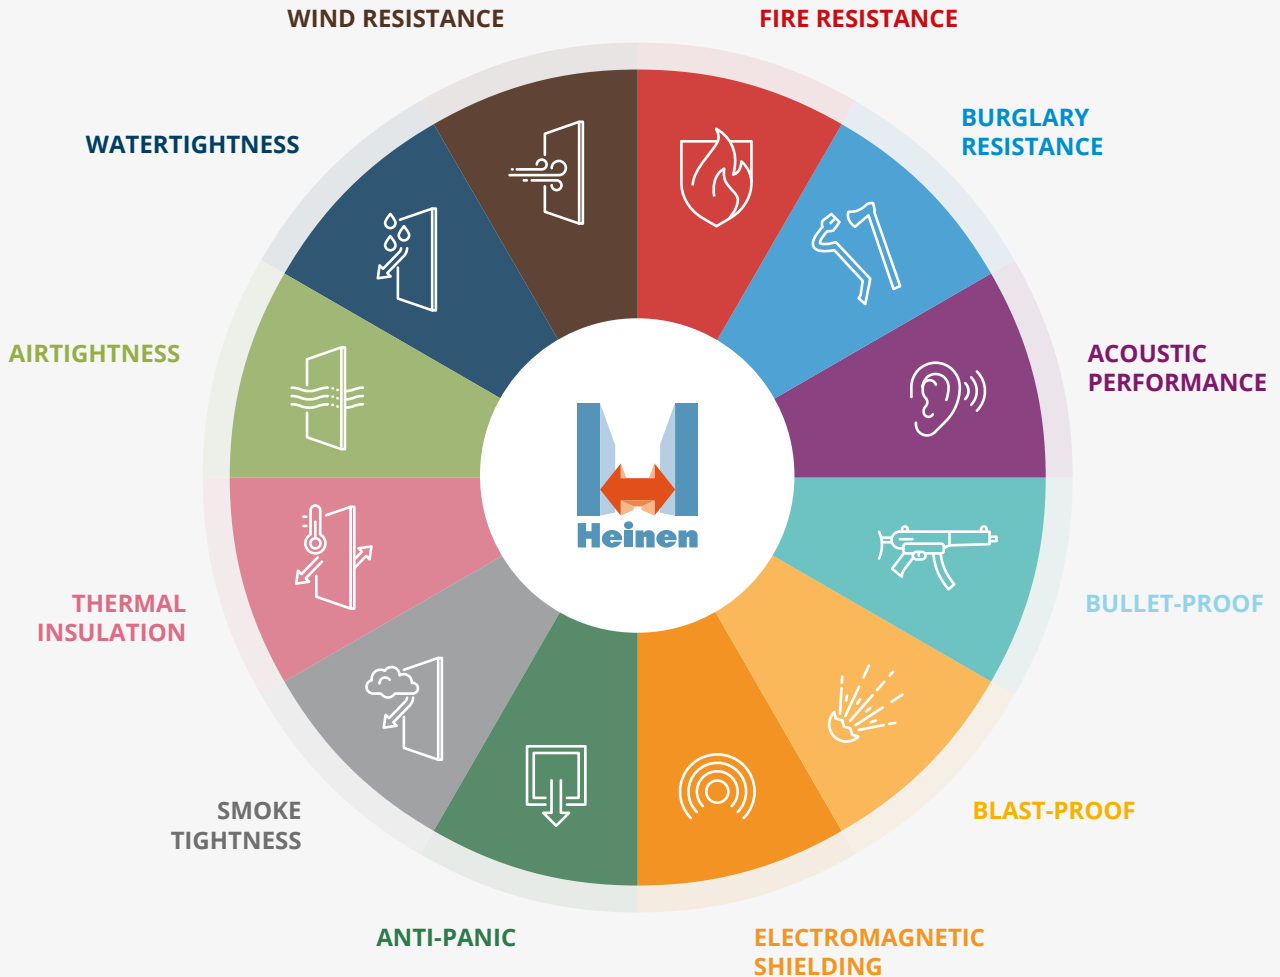 WIND RESISTANCE
FIRE RESISTANCE
BURGLARY
RESISTANCE
WATERTIGHTNESS
ACOUSTIC
PERFORMANCE
AIRTIGHTNESS
Heinen
BULLET-PROOF
THERMAL
INSULATION
BLAST-PROOF
SMOKE
TIGHTNESS
ANTI-PANIC
ELECTROMAGNETIC
SHIELDING